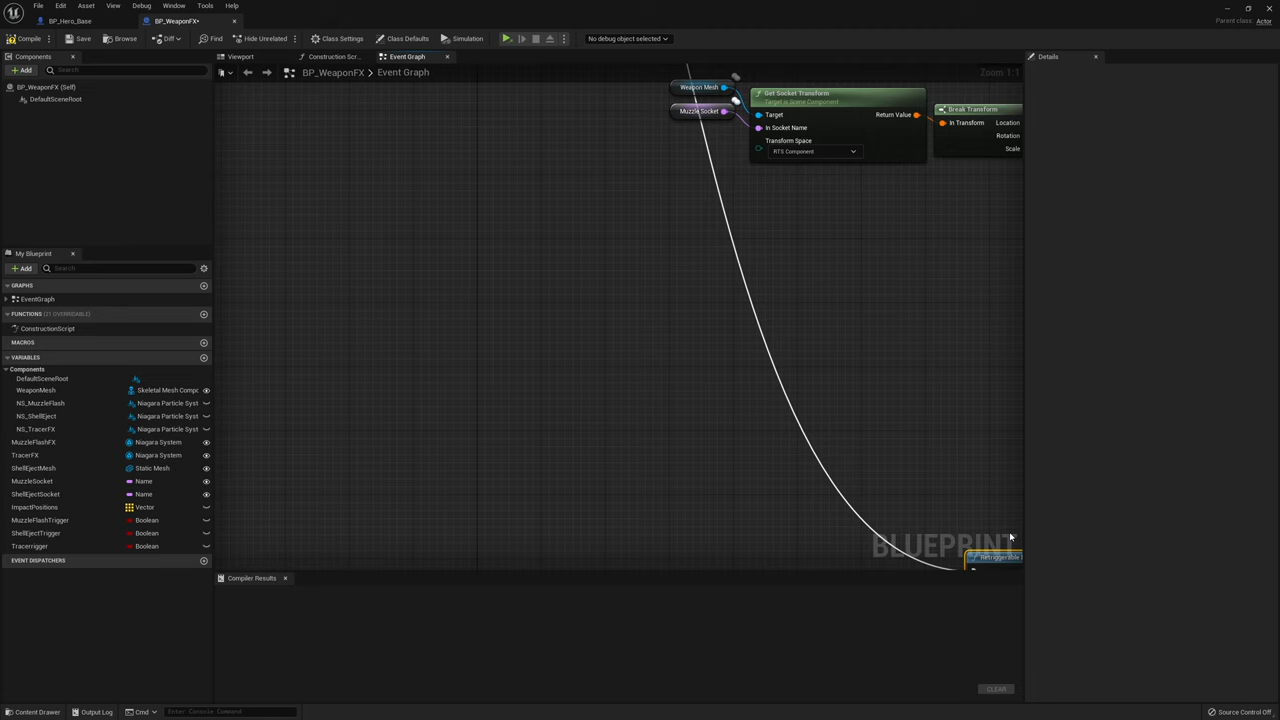 File Edit Asset View Debug Window Tools Help
BP_Hero_Base BP_WeaponFX•
Parent class: Actor
Compile Save Browse Diff Find Hide Unrelated Class Settings Class Defaults Simulation No debug object selected
Components
Add Search
BP_WeaponFX (Self)
DefaultSceneRoot
My Blueprint
Add Search
GRAPHS
EventGraph
FUNCTIONS (21 OVERRIDABLE)
ConstructionScript
MACROS
VARIABLES
Components
DefaultSceneRoot
WeaponMesh Skeletal Mesh Compo
NS_MuzzleFlash Niagara Particle Syst
NS_ShellEject Niagara Particle Syst
NS_TracerFX Niagara Particle Syst
MuzzleFlashFX Niagara System
TracerFX Niagara System
ShellEjectMesh Static Mesh
MuzzleSocket Name
ShellEjectSocket Name
ImpactPositions Vector
MuzzleFlashTrigger Boolean
ShellEjectTrigger Boolean
Tracerrigger Boolean
EVENT DISPATCHERS
Viewport Construction Scr... Event Graph
BP_WeaponFX > Event Graph
Zoom 1:1
Weapon Mesh
Muzzle Socket
Get Socket Transform
Target is Scene Component
Target Return Value
In Socket Name
Transform Space
RTS Component
Break Transform
In Transform Location
Rotation
Scale
BLUEPRINT
Retriggerable
Compiler Results
CLEAR
Details
Content Drawer Output Log Cmd Enter Console Command
Source Control Off